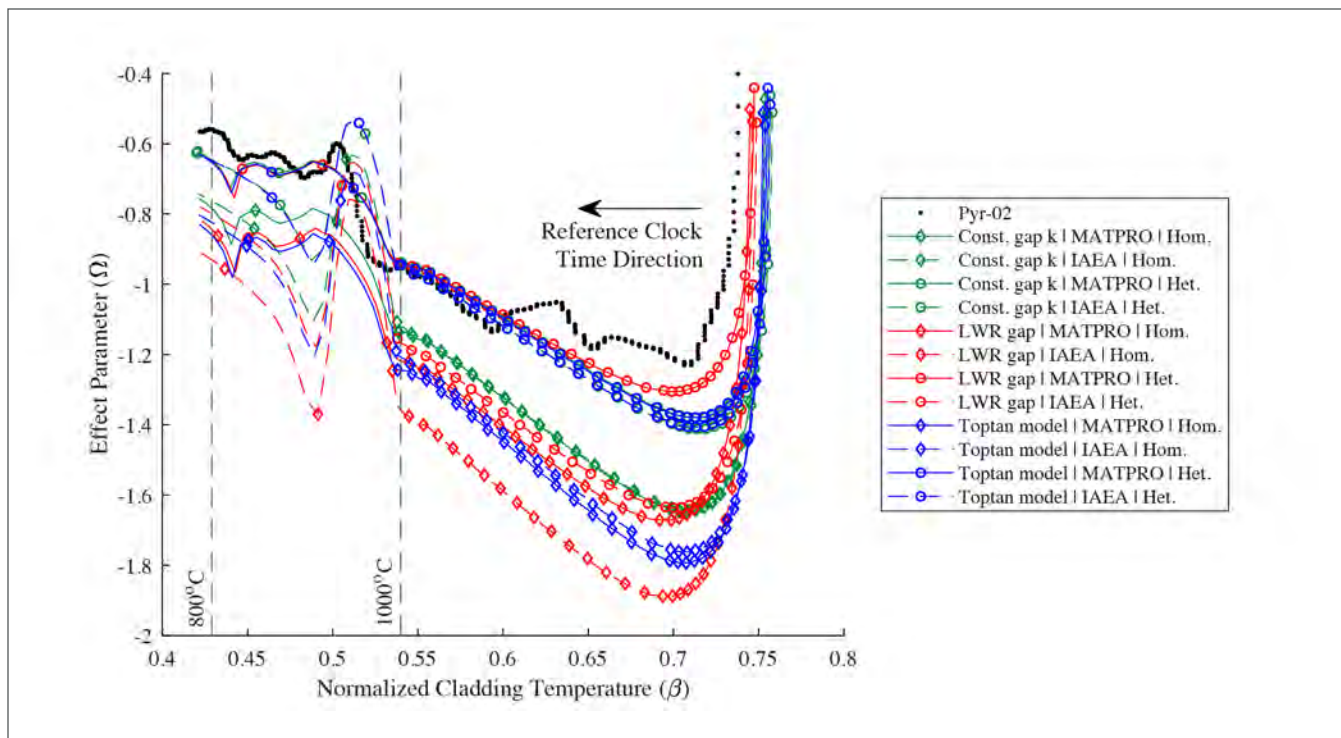 -0.4
-0.6
-0.8
-1
-1.2
-1.4
-1.6
-1.8
-2
Effect Parameter (Ω)
0.4
0.45
0.5
0.55
0.6
0.65
0.7
0.75
0.8
Normalized Cladding Temperature (β)
800°C
1000°C
Reference Clock
Time Direction
Pyr-02
Const. gap k | MATPRO | Hom.
Const. gap k | IAEA | Hom.
Const. gap k | MATPRO | Het.
Const. gap k | IAEA | Het.
LWR gap | MATPRO | Hom.
LWR gap | IAEA | Hom.
LWR gap | MATPRO | Het.
LWR gap | IAEA | Het.
Toptan model | MATPRO | Hom.
Toptan model | IAEA | Hom.
Toptan model | MATPRO | Het.
Toptan model | IAEA | Het.